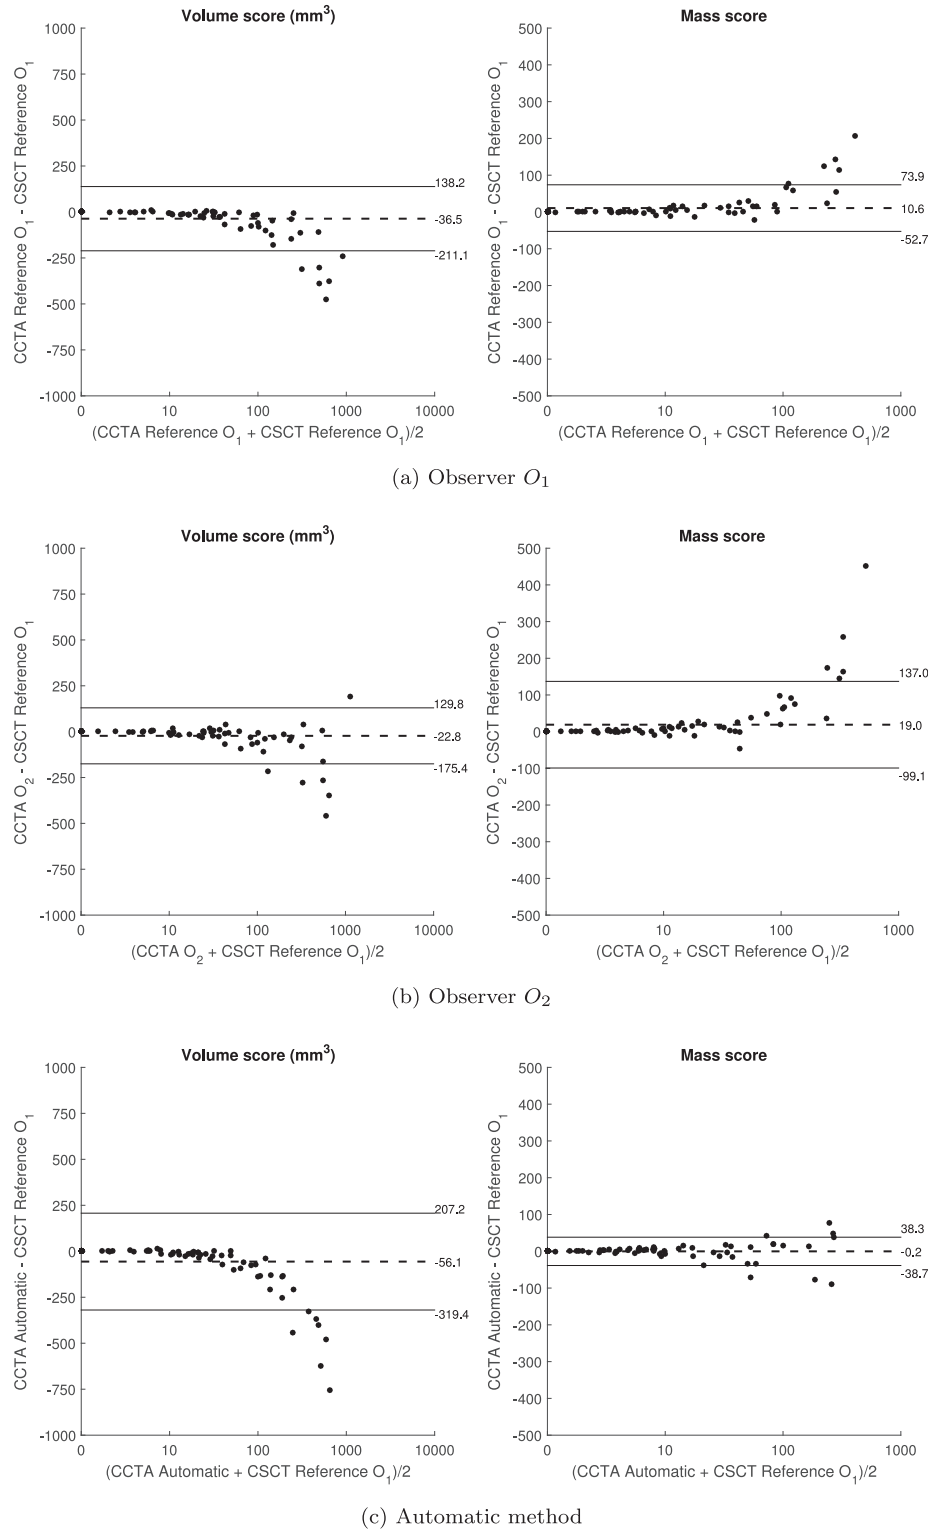 Volume score (mm³)
1000
750
500
250
0
-250
-500
-750
-1000
138.2
-36.5
-211.1
0 10 100 1000 10000
CCTA Reference O₁ - CSCT Reference O₁
(CCTA Reference O₁ + CSCT Reference O₁)/2
Mass score
500
400
300
200
100
0
-100
-200
-300
-400
-500
73.9
10.6
-52.7
0 10 100 1000
CCTA Reference O₁ - CSCT Reference O₁
(CCTA Reference O₁ + CSCT Reference O₁)/2
(a) Observer O₁
Volume score (mm³)
1000
750
500
250
0
-250
-500
-750
-1000
129.8
-22.8
-175.4
0 10 100 1000 10000
CCTA O₂ - CSCT Reference O₁
(CCTA O₂ + CSCT Reference O₁)/2
Mass score
500
400
300
200
100
0
-100
-200
-300
-400
-500
137.0
19.0
-99.1
0 10 100 1000
CCTA O₂ - CSCT Reference O₁
(CCTA O₂ + CSCT Reference O₁)/2
(b) Observer O₂
Volume score (mm³)
1000
750
500
250
0
-250
-500
-750
-1000
207.2
-56.1
-319.4
0 10 100 1000 10000
CCTA Automatic - CSCT Reference O₁
(CCTA Automatic + CSCT Reference O₁)/2
Mass score
500
400
300
200
100
0
-100
-200
-300
-400
-500
38.3
-0.2
-38.7
0 10 100 1000
CCTA Automatic - CSCT Reference O₁
(CCTA Automatic + CSCT Reference O₁)/2
(c) Automatic method